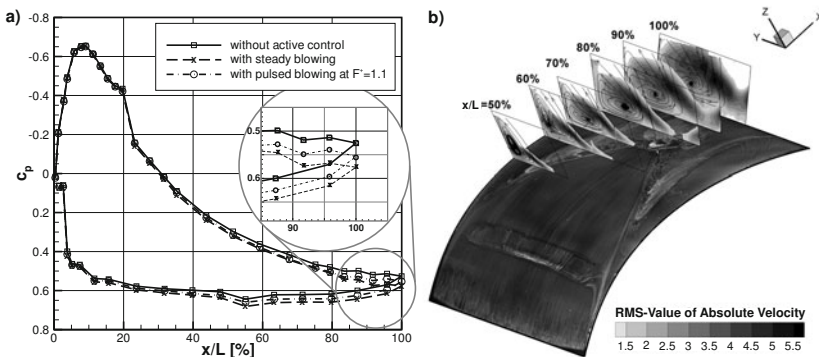 a)
-0.8
-0.6
-0.4
-0.2
0
0.2
0.4
0.6
0.8
c_p
0
20
40
60
80
100
x/L [%]
without active control
with steady blowing
with pulsed blowing at F⁺=1.1
0.5
0.6
90
100
b)
x/L =50%
60%
70%
80%
90%
100%
Z
Y
X
RMS-Value of Absolute Velocity
1.5 2 2.5 3 3.5 4 4.5 5 5.5